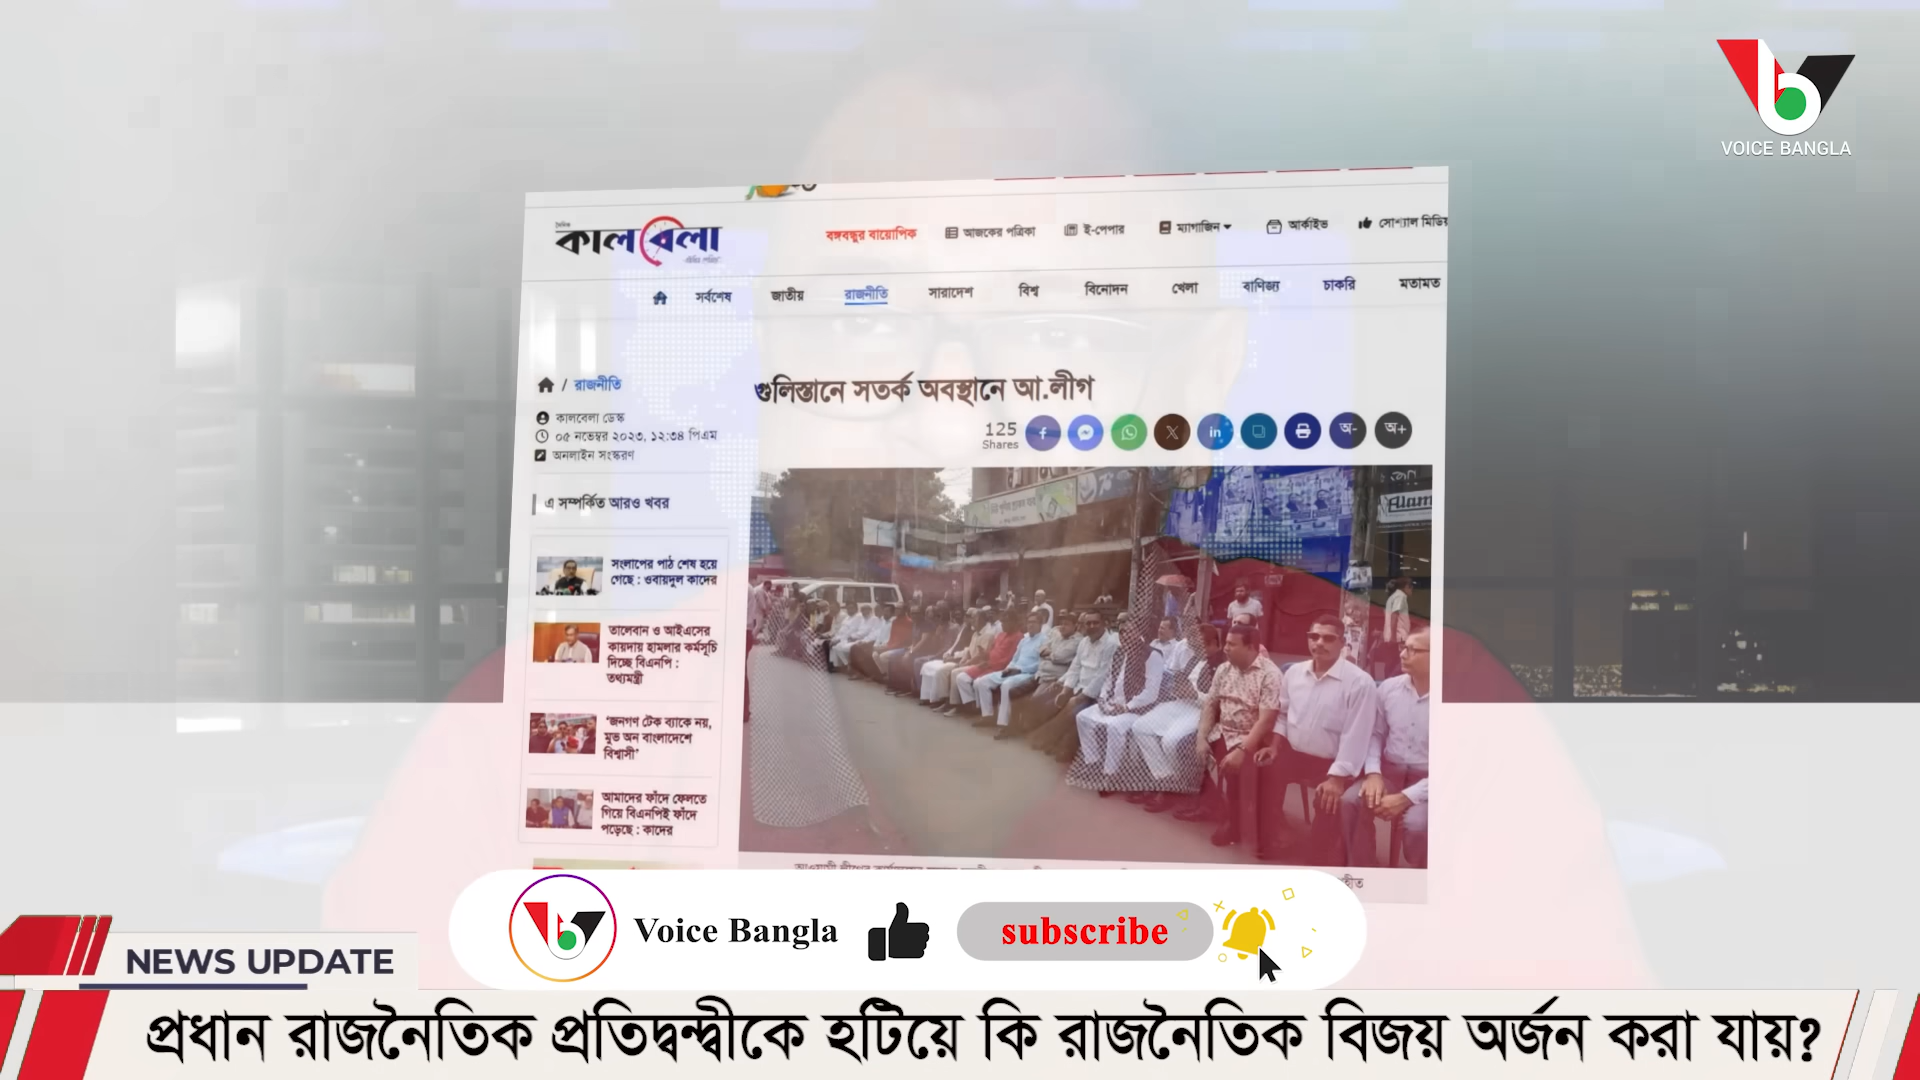 VOICE BANGLA
দৈনিক
কালবেলা
বঙ্গবন্ধুর বায়োপিক
আজকের পত্রিকা
ই-পেপার
ম্যাগাজিন
আর্কাইভ
সোশ্যাল মিডিয়
সর্বশেষ
জাতীয়
রাজনীতি
সারাদেশ
বিশ্ব
বিনোদন
খেলা
বাণিজ্য
চাকরি
মতামত
/ রাজনীতি
কালবেলা ডেস্ক
০৫ নভেম্বর ২০২৩, ১২:৩৪ পিএম
অনলাইন সংস্করণ
গুলিস্তানে সতর্ক অবস্থানে আ.লীগ
125
Shares
অ-
অ+
এ সম্পর্কিত আরও খবর
সংলাপের পাঠ শেষ হয়ে
গেছে : ওবায়দুল কাদের
তালেবান ও আইএসের
কায়দায় হামলার কর্মসূচি
দিচ্ছে বিএনপি :
তথ্যমন্ত্রী
‘জনগণ টেক ব্যাকে নয়,
মুভ অন বাংলাদেশে
বিশ্বাসী’
আমাদের ফাঁদে ফেলতে
গিয়ে বিএনপিই ফাঁদে
পড়েছে : কাদের
Alam
Voice Bangla
subscribe
NEWS UPDATE
প্রধান রাজনৈতিক প্রতিদ্বন্দ্বীকে হটিয়ে কি রাজনৈতিক বিজয় অর্জন করা যায়?